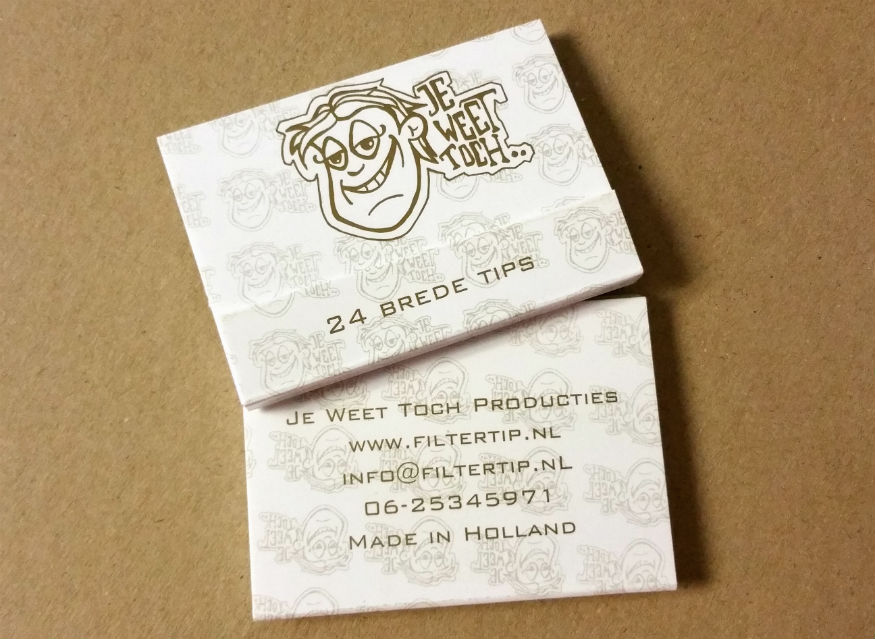 JE
WEET
TOCH..
24 BREDE TIPS
JE WEET TOCH PRODUCTIES
WWW.FILTERTIP.NL
INFO@FILTERTIP.NL
06-25345971
MADE IN HOLLAND